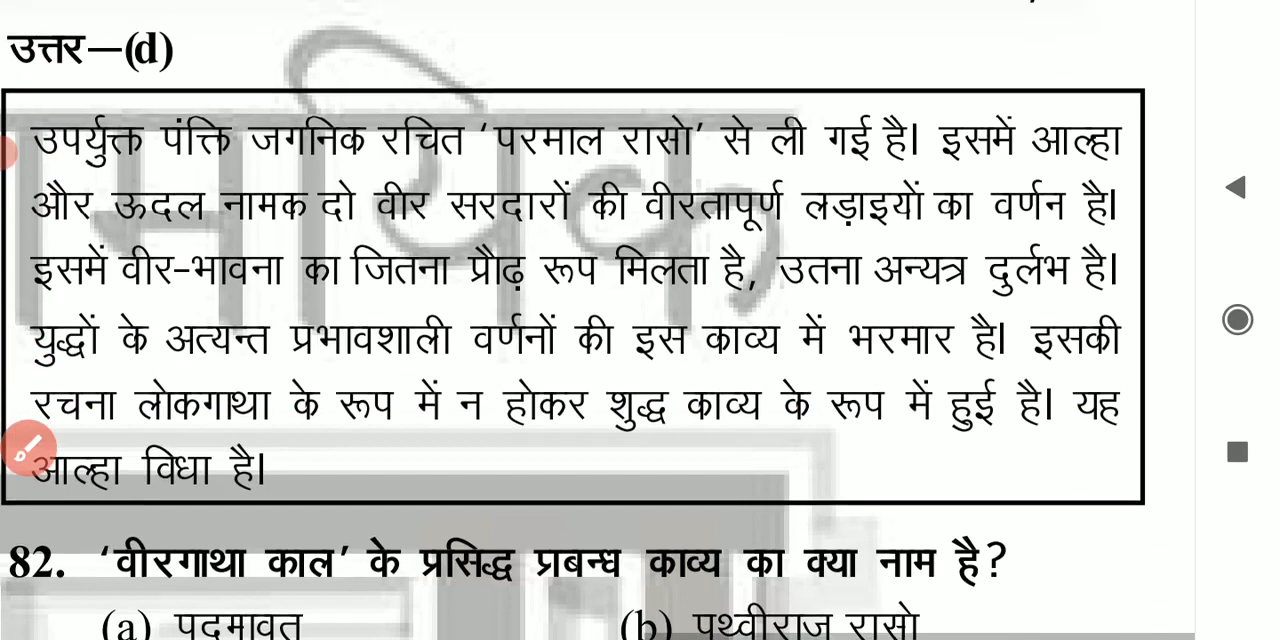 उत्तर—(d)
उपर्युक्त पंक्ति जगनिक रचित ‘परमाल रासो’ से ली गई है। इसमें आल्हा
और ऊदल नामक दो वीर सरदारों की वीरतापूर्ण लड़ाइयों का वर्णन है।
इसमें वीर-भावना का जितना प्रौढ़ रूप मिलता है, उतना अन्यत्र दुर्लभ है।
युद्धों के अत्यन्त प्रभावशाली वर्णनों की इस काव्य में भरमार है। इसकी
रचना लोकगाथा के रूप में न होकर शुद्ध काव्य के रूप में हुई है। यह
आल्हा विधा है।
82. ‘वीरगाथा काल’ के प्रसिद्ध प्रबन्ध काव्य का क्या नाम है?
(a) पदमावत (b) पृथ्वीराज रासो